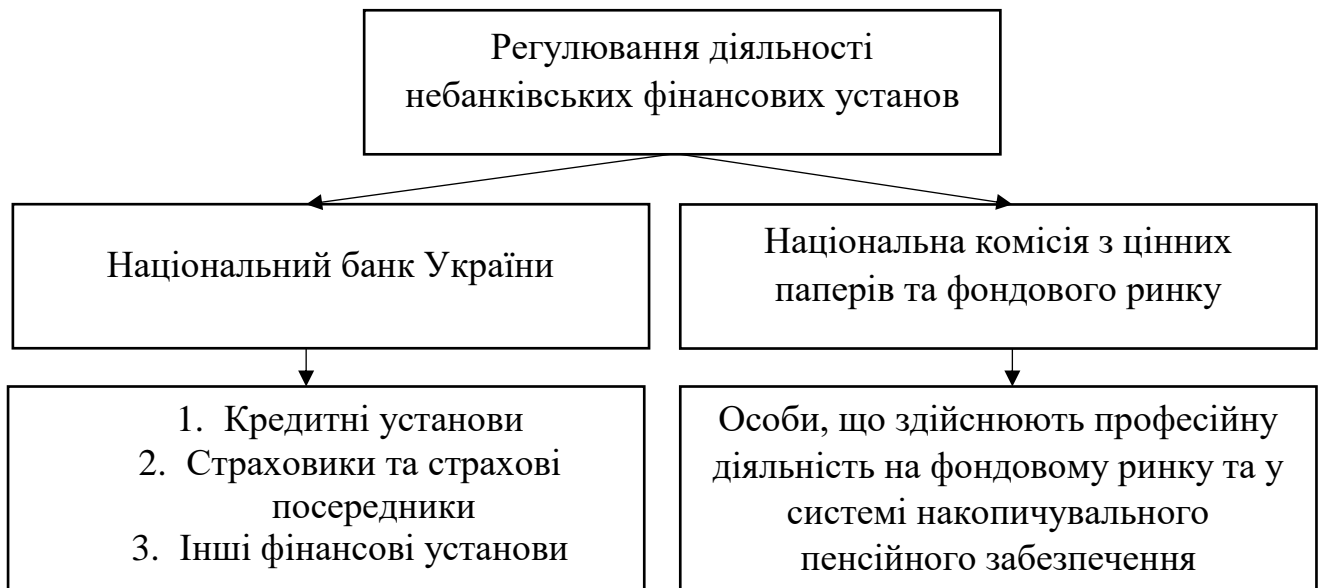 Регулювання діяльності
небанківських фінансових установ
Національний банк України
Національна комісія з цінних
паперів та фондового ринку
1. Кредитні установи
2. Страховики та страхові
посередники
3. Інші фінансові установи
Особи, що здійснюють професійну
діяльність на фондовому ринку та у
системі накопичувального
пенсійного забезпечення